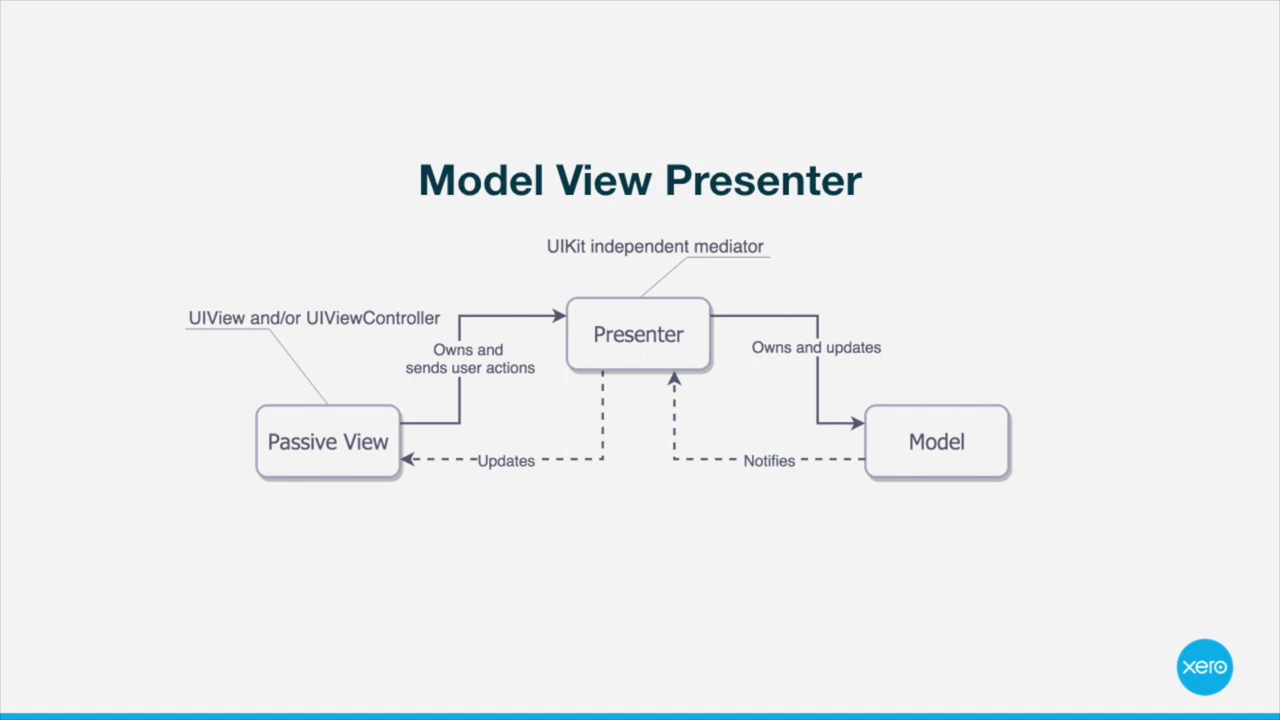 Model View Presenter
UIKit independent mediator
UIView and/or UIViewController
Presenter
Owns and
sends user actions
Owns and updates
Passive View
Model
Updates
Notifies
xero